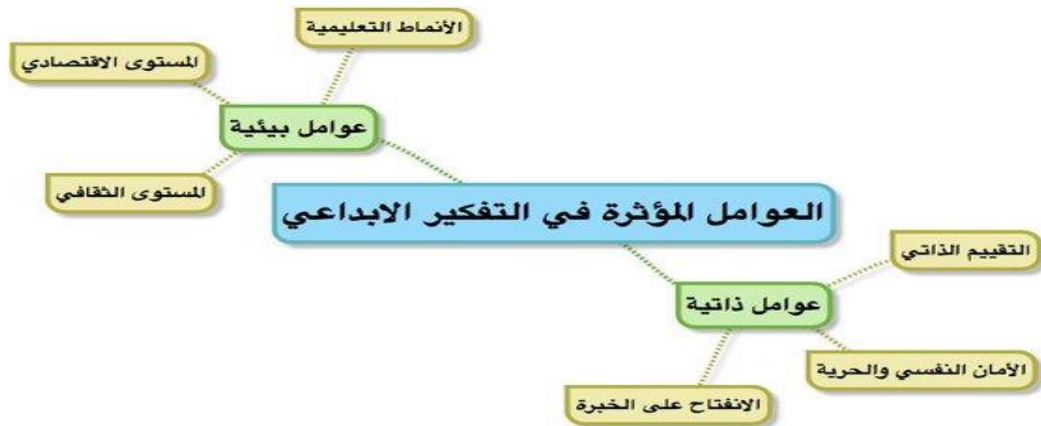 الأنماط التعليمية
المستوى الاقتصادي
عوامل بيئية
المستوى الثقافي
العوامل المؤثرة في التفكير الابداعي
التقييم الذاتي
عوامل ذاتية
الأمان النفسي والحرية
الانفتاح على الخبرة